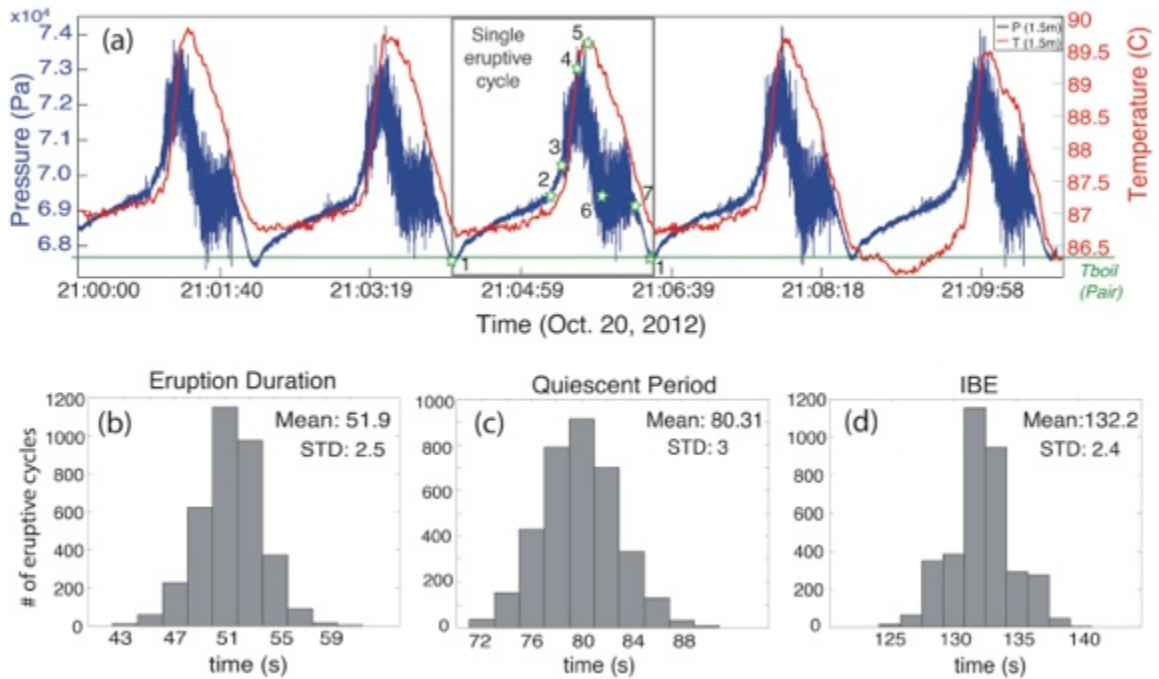 x10⁴
(a)
Single
eruptive
cycle
P (1.5m)
T (1.5m)
Pressure (Pa)
7.4
7.3
7.2
7.1
7.0
6.9
6.8
Temperature (C)
90
89.5
89
88.5
88
87.5
87
86.5
1
2
3
4
5
6
7
1
Tboil
(Pair)
21:00:00 21:01:40 21:03:19 21:04:59 21:06:39 21:08:18 21:09:58
Time (Oct. 20, 2012)
Eruption Duration
(b)
Mean: 51.9
STD: 2.5
# of eruptive cycles
1200
1000
800
600
400
200
0
43 47 51 55 59
time (s)
Quiescent Period
(c)
Mean: 80.31
STD: 3
1000
800
600
400
200
0
72 76 80 84 88
time (s)
IBE
(d)
Mean:132.2
STD: 2.4
1200
1000
800
600
400
200
0
125 130 135 140
time (s)